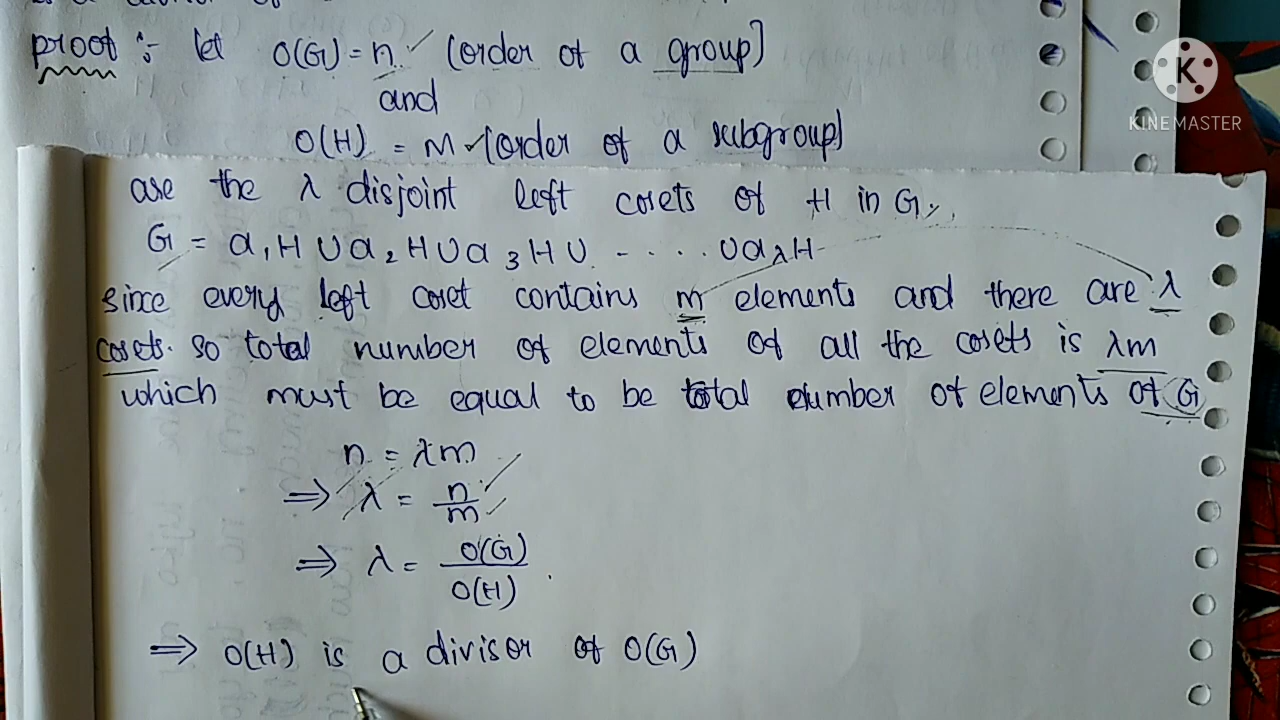 proof :- let O(G) = n (order of a group)
K
and
KINEMASTER
O(H) = m (order of a subgroup)
are the λ disjoint left cosets of H in G,
G = a₁H ∪ a₂H ∪ a₃H ∪ - .... ∪ aλH
since every left coset contains m elements and there are λ
cosets. so total number of elements of all the cosets is λm
which must be equal to be total number of elements of G
n = λm
⇒ λ = n/m
⇒ λ = O(G)/O(H) .
⇒ O(H) is a divisor of O(G)